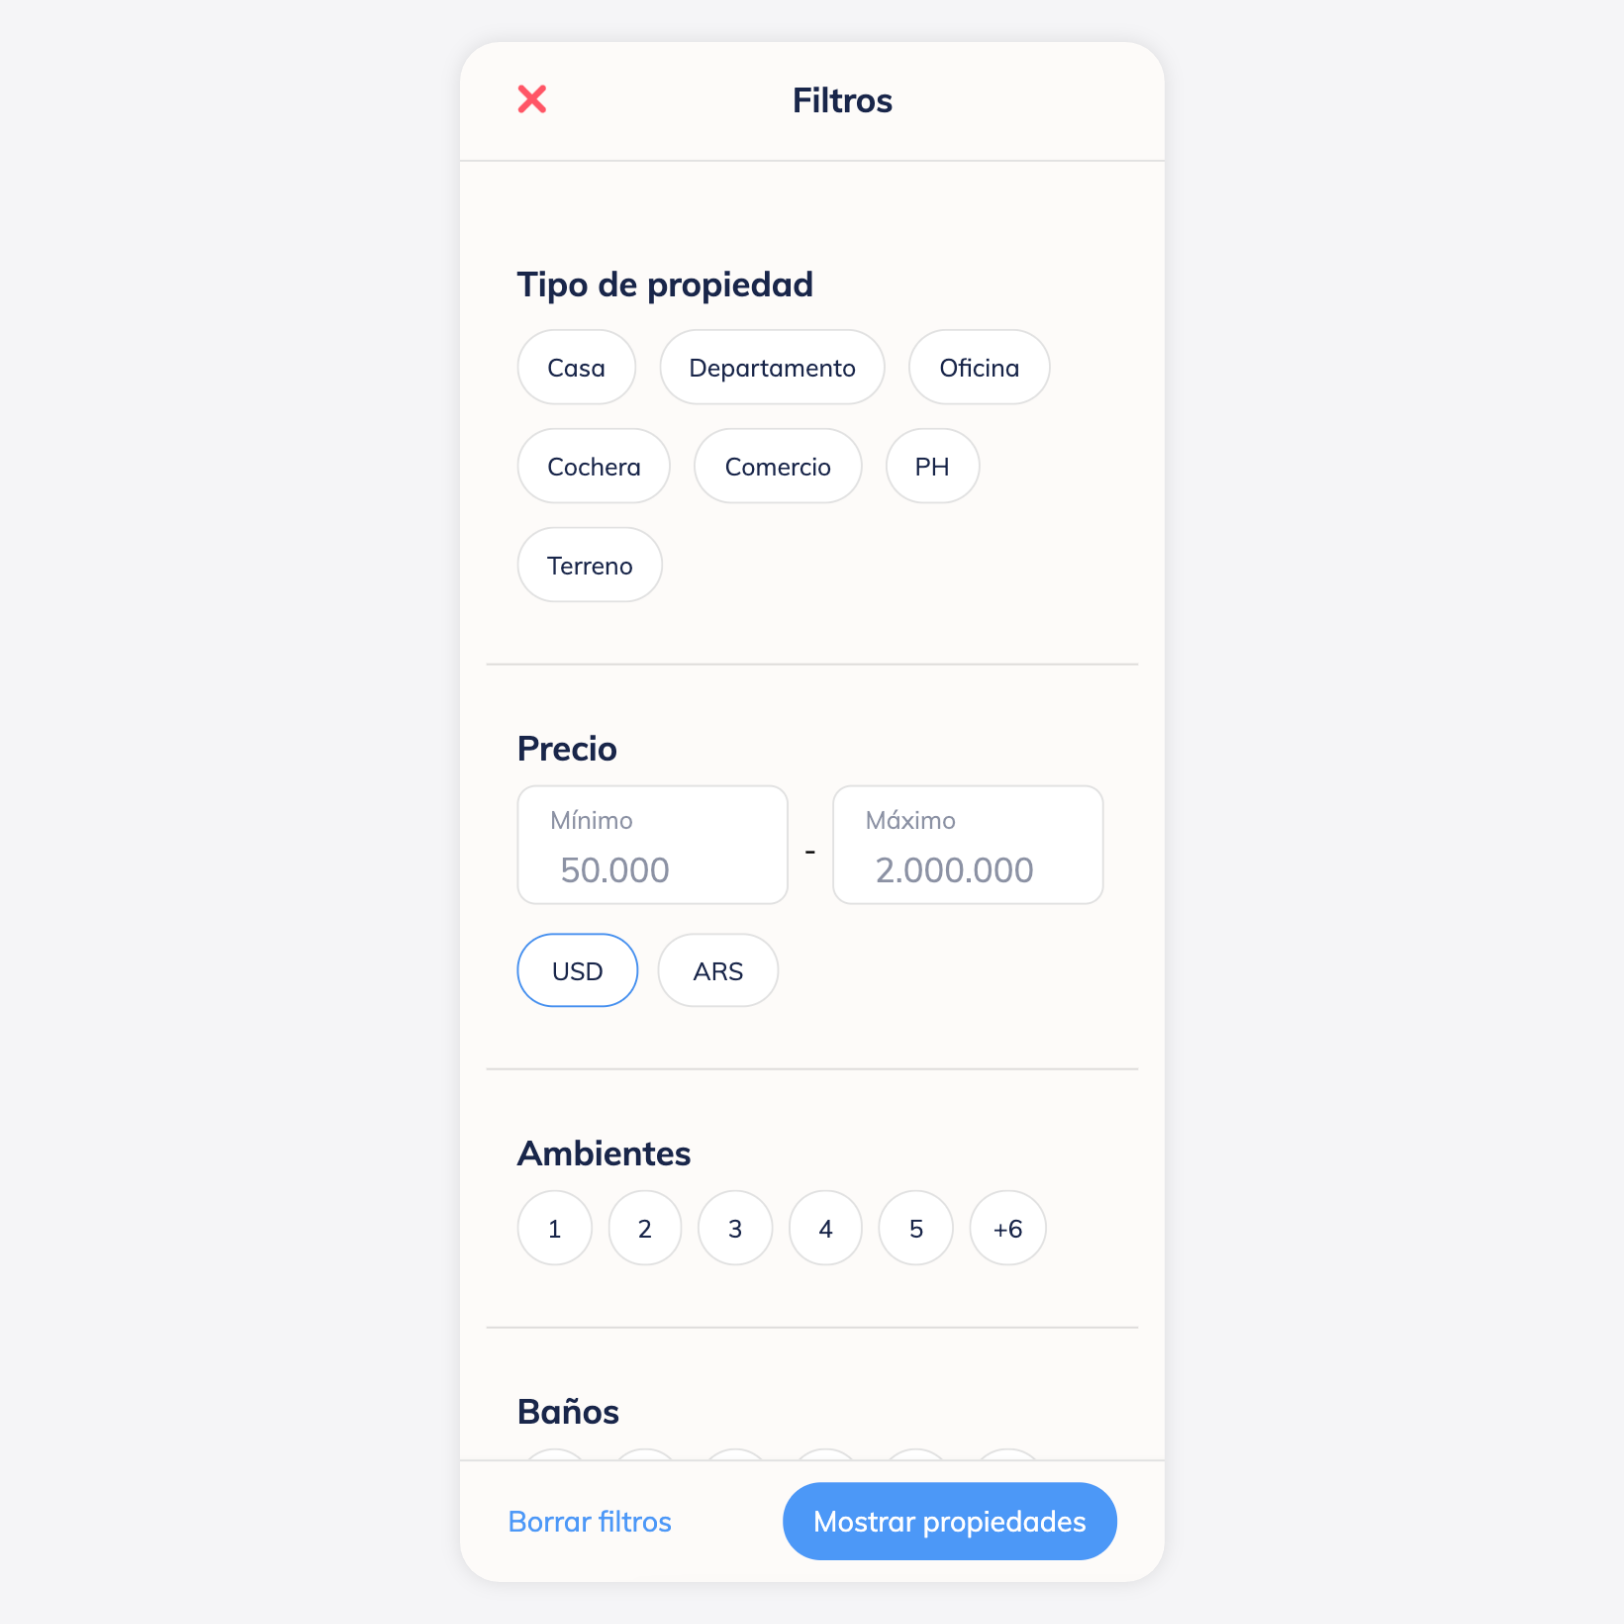 Filtros
Tipo de propiedad
Casa Departamento Oficina
Cochera Comercio PH
Terreno
Precio
Mínimo Máximo
50.000 - 2.000.000
USD ARS
Ambientes
1 2 3 4 5 +6
Baños
Borrar filtros Mostrar propiedades